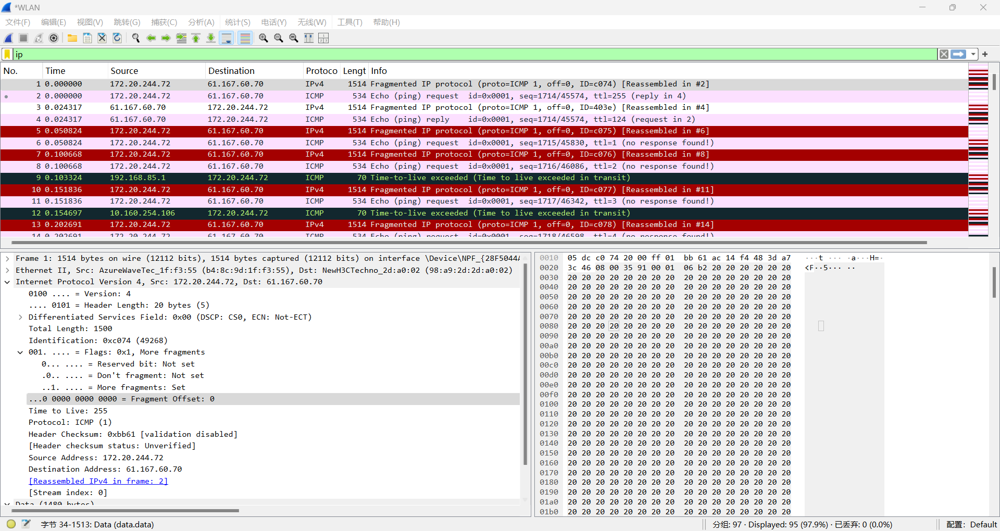 *WLAN
文件(F) 编辑(E) 视图(V) 跳转(G) 捕获(C) 分析(A) 统计(S) 电话(Y) 无线(W) 工具(T) 帮助(H)
ip
No. Time Source Destination Protoco Lengt Info
1 0.000000 172.20.244.72 61.167.60.70 IPv4 1514 Fragmented IP protocol (proto=ICMP 1, off=0, ID=c074) [Reassembled in #2]
2 0.000000 172.20.244.72 61.167.60.70 ICMP 534 Echo (ping) request id=0x0001, seq=1714/45574, ttl=255 (reply in 4)
3 0.024317 61.167.60.70 172.20.244.72 IPv4 1514 Fragmented IP protocol (proto=ICMP 1, off=0, ID=403e) [Reassembled in #4]
4 0.024317 61.167.60.70 172.20.244.72 ICMP 534 Echo (ping) reply id=0x0001, seq=1714/45574, ttl=124 (request in 2)
5 0.050824 172.20.244.72 61.167.60.70 IPv4 1514 Fragmented IP protocol (proto=ICMP 1, off=0, ID=c075) [Reassembled in #6]
6 0.050824 172.20.244.72 61.167.60.70 ICMP 534 Echo (ping) request id=0x0001, seq=1715/45830, ttl=1 (no response found!)
7 0.100668 172.20.244.72 61.167.60.70 IPv4 1514 Fragmented IP protocol (proto=ICMP 1, off=0, ID=c076) [Reassembled in #8]
8 0.100668 172.20.244.72 61.167.60.70 ICMP 534 Echo (ping) request id=0x0001, seq=1716/46086, ttl=2 (no response found!)
9 0.103324 192.168.85.1 172.20.244.72 ICMP 70 Time-to-live exceeded (Time to live exceeded in transit)
10 0.151836 172.20.244.72 61.167.60.70 IPv4 1514 Fragmented IP protocol (proto=ICMP 1, off=0, ID=c077) [Reassembled in #11]
11 0.151836 172.20.244.72 61.167.60.70 ICMP 534 Echo (ping) request id=0x0001, seq=1717/46342, ttl=3 (no response found!)
12 0.154697 10.160.254.106 172.20.244.72 ICMP 70 Time-to-live exceeded (Time to live exceeded in transit)
13 0.202691 172.20.244.72 61.167.60.70 IPv4 1514 Fragmented IP protocol (proto=ICMP 1, off=0, ID=c078) [Reassembled in #14]
14 0.202691 172.20.244.72 61.167.60.70 ICMP 534 Echo (ping) request id=0x0001, seq=1718/46598, ttl=4 (no response found!)
Frame 1: 1514 bytes on wire (12112 bits), 1514 bytes captured (12112 bits) on interface \Device\NPF_{28F5044A
Ethernet II, Src: AzureWaveTec_1f:f3:55 (b4:8c:9d:1f:f3:55), Dst: NewH3CTechno_2d:a0:02 (98:a9:2d:2d:a0:02)
Internet Protocol Version 4, Src: 172.20.244.72, Dst: 61.167.60.70
0100 .... = Version: 4
.... 0101 = Header Length: 20 bytes (5)
Differentiated Services Field: 0x00 (DSCP: CS0, ECN: Not-ECT)
Total Length: 1500
Identification: 0xc074 (49268)
001. .... = Flags: 0x1, More fragments
0... .... = Reserved bit: Not set
.0.. .... = Don't fragment: Not set
..1. .... = More fragments: Set
...0 0000 0000 0000 = Fragment Offset: 0
Time to Live: 255
Protocol: ICMP (1)
Header Checksum: 0xbb61 [validation disabled]
[Header checksum status: Unverified]
Source Address: 172.20.244.72
Destination Address: 61.167.60.70
[Reassembled IPv4 in frame: 2]
[Stream index: 0]
Data (1480 bytes)
0010 05 dc c0 74 20 00 ff 01 bb 61 ac 14 f4 48 3d a7 ···t ··· ·a···H=·
0020 3c 46 08 00 35 91 00 01 06 b2 20 20 20 20 20 20 <F··5··· ··
0030 20 20 20 20 20 20 20 20 20 20 20 20 20 20 20 20
0040 20 20 20 20 20 20 20 20 20 20 20 20 20 20 20 20
0050 20 20 20 20 20 20 20 20 20 20 20 20 20 20 20 20
0060 20 20 20 20 20 20 20 20 20 20 20 20 20 20 20 20
0070 20 20 20 20 20 20 20 20 20 20 20 20 20 20 20 20
0080 20 20 20 20 20 20 20 20 20 20 20 20 20 20 20 20
0090 20 20 20 20 20 20 20 20 20 20 20 20 20 20 20 20
00a0 20 20 20 20 20 20 20 20 20 20 20 20 20 20 20 20
00b0 20 20 20 20 20 20 20 20 20 20 20 20 20 20 20 20
00c0 20 20 20 20 20 20 20 20 20 20 20 20 20 20 20 20
00d0 20 20 20 20 20 20 20 20 20 20 20 20 20 20 20 20
00e0 20 20 20 20 20 20 20 20 20 20 20 20 20 20 20 20
00f0 20 20 20 20 20 20 20 20 20 20 20 20 20 20 20 20
0100 20 20 20 20 20 20 20 20 20 20 20 20 20 20 20 20
0110 20 20 20 20 20 20 20 20 20 20 20 20 20 20 20 20
0120 20 20 20 20 20 20 20 20 20 20 20 20 20 20 20 20
0130 20 20 20 20 20 20 20 20 20 20 20 20 20 20 20 20
0140 20 20 20 20 20 20 20 20 20 20 20 20 20 20 20 20
0150 20 20 20 20 20 20 20 20 20 20 20 20 20 20 20 20
0160 20 20 20 20 20 20 20 20 20 20 20 20 20 20 20 20
0170 20 20 20 20 20 20 20 20 20 20 20 20 20 20 20 20
0180 20 20 20 20 20 20 20 20 20 20 20 20 20 20 20 20
0190 20 20 20 20 20 20 20 20 20 20 20 20 20 20 20 20
01a0 20 20 20 20 20 20 20 20 20 20 20 20 20 20 20 20
01b0 20 20 20 20 20 20 20 20 20 20 20 20 20 20 20 20
字节 34-1513: Data (data.data) 分组: 97 · Displayed: 95 (97.9%) · 已丢弃: 0 (0.0%) 配置: Default